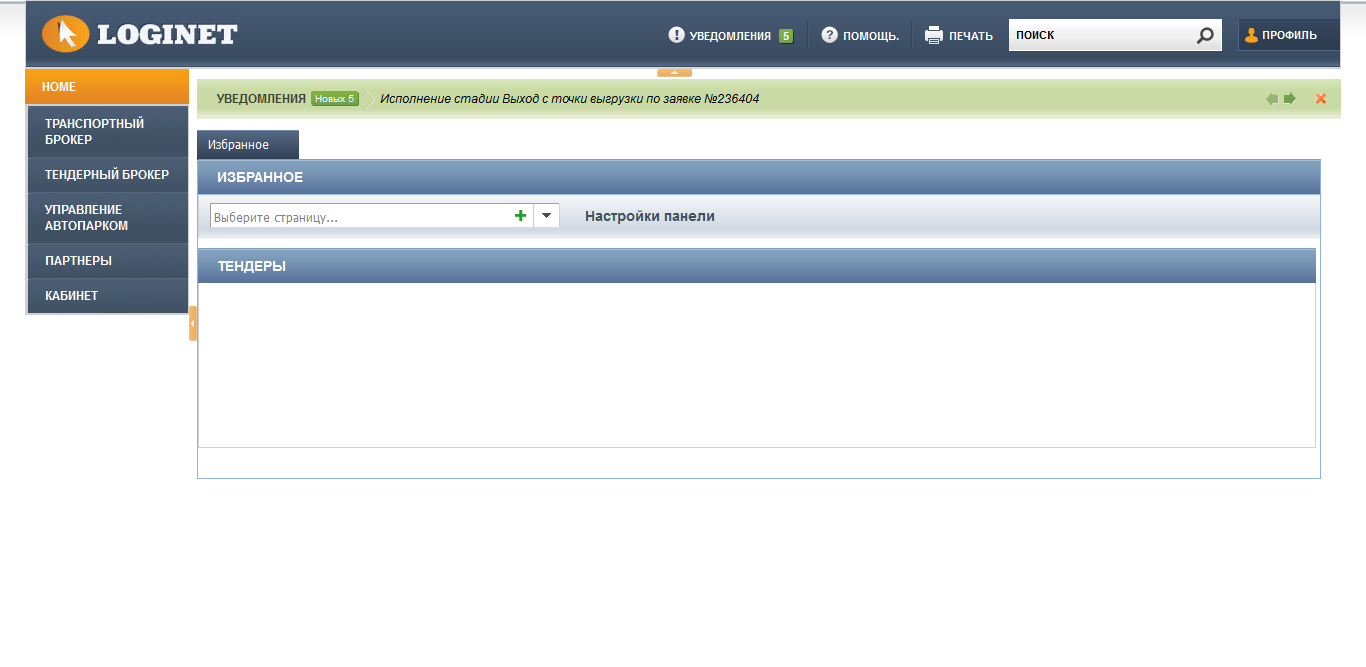 LOGINET
УВЕДОМЛЕНИЯ 5
ПОМОЩЬ.
ПЕЧАТЬ
ПОИСК
ПРОФИЛЬ
HOME
ТРАНСПОРТНЫЙ
БРОКЕР
ТЕНДЕРНЫЙ БРОКЕР
УПРАВЛЕНИЕ
АВТОПАРКОМ
ПАРТНЕРЫ
КАБИНЕТ
УВЕДОМЛЕНИЯ Новых 5 Исполнение стадии Выход с точки выгрузки по заявке №236404
Избранное
ИЗБРАННОЕ
Выберите страницу...
Настройки панели
ТЕНДЕРЫ